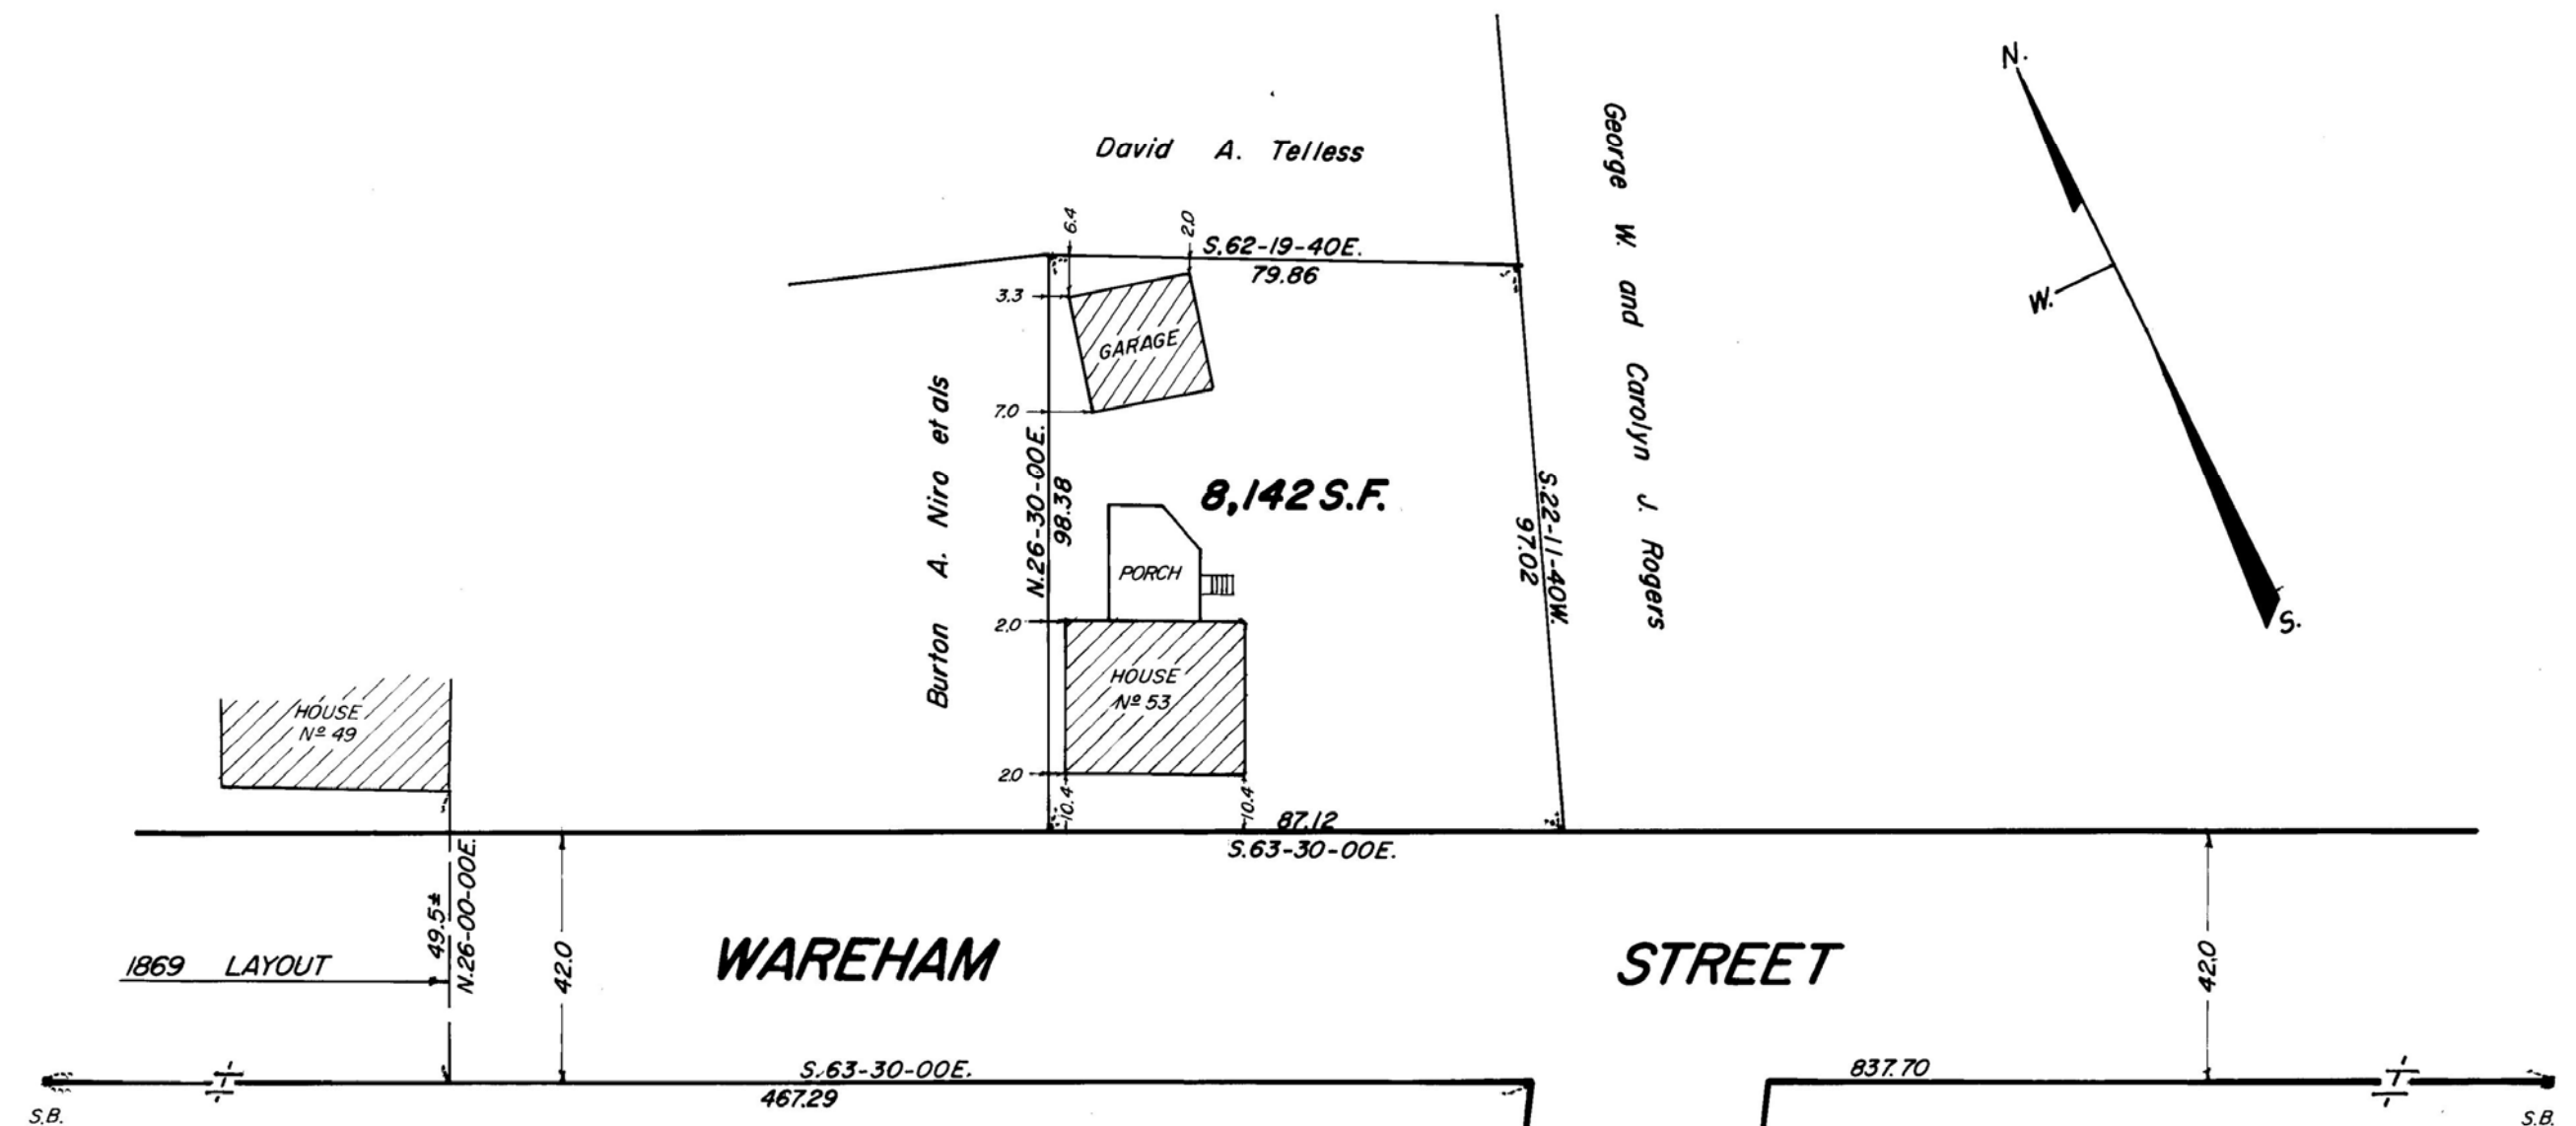 N.
W.
S.
David A. Telless
George W. and Carolyn J. Rogers
6.4
2.0
S.62-19-40E.
79.86
3.3
GARAGE
7.0
Burton A. Niro et als
N.26-30-00E.
98.38
8,142 S.F.
S.22-11-40W.
97.02
PORCH
2.0
HOUSE
Nº 53
2.0
10.4
10.4
HOUSE
Nº 49
87.12
S.63-30-00E.
49.5±
N.26-00-00E.
42.0
1869 LAYOUT
WAREHAM STREET
42.0
S.63-30-00E.
467.29
837.70
S.B.
S.B.